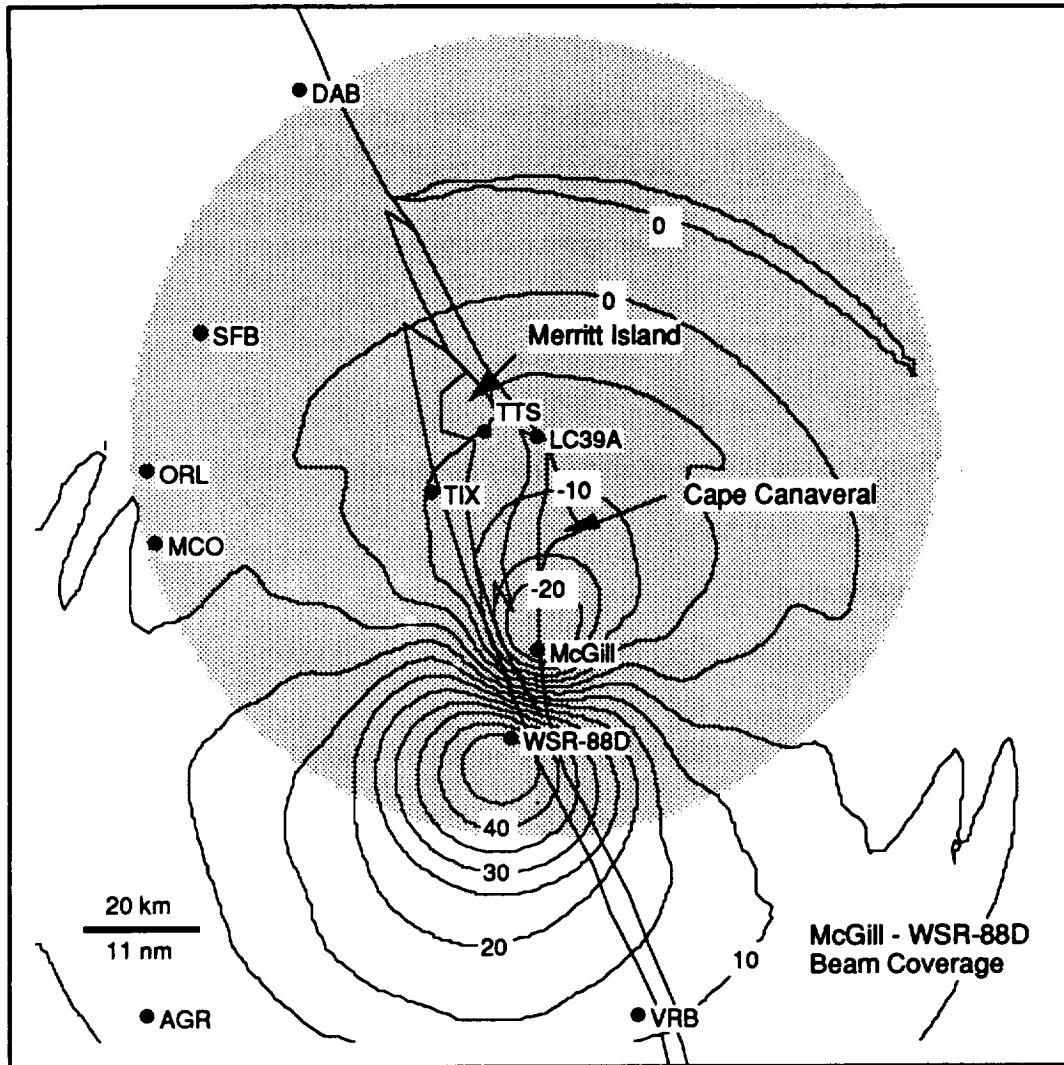 DAB
0
0
SFB
Merritt Island
TTS
LC39A
ORL
TIX
-10
Cape Canaveral
MCO
-20
McGill
WSR-88D
40
30
20 km
11 nm
20
10
McGill - WSR-88D
Beam Coverage
AGR
VRB